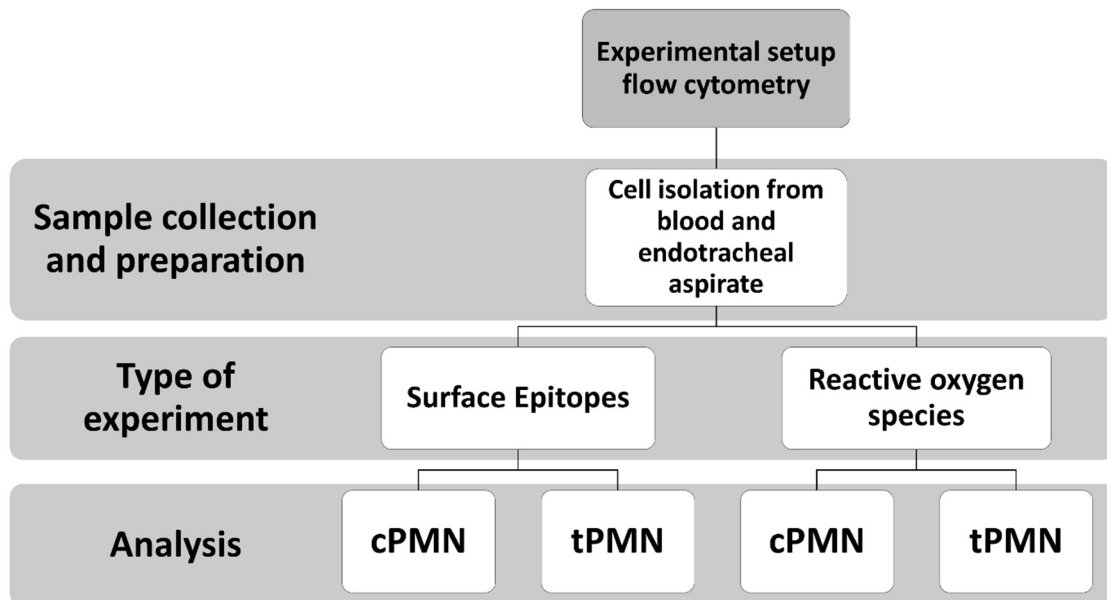 Experimental setup
flow cytometry
Sample collection
and preparation
Cell isolation from
blood and
endotracheal
aspirate
Type of
experiment
Surface Epitopes
Reactive oxygen
species
Analysis
cPMN
tPMN
cPMN
tPMN